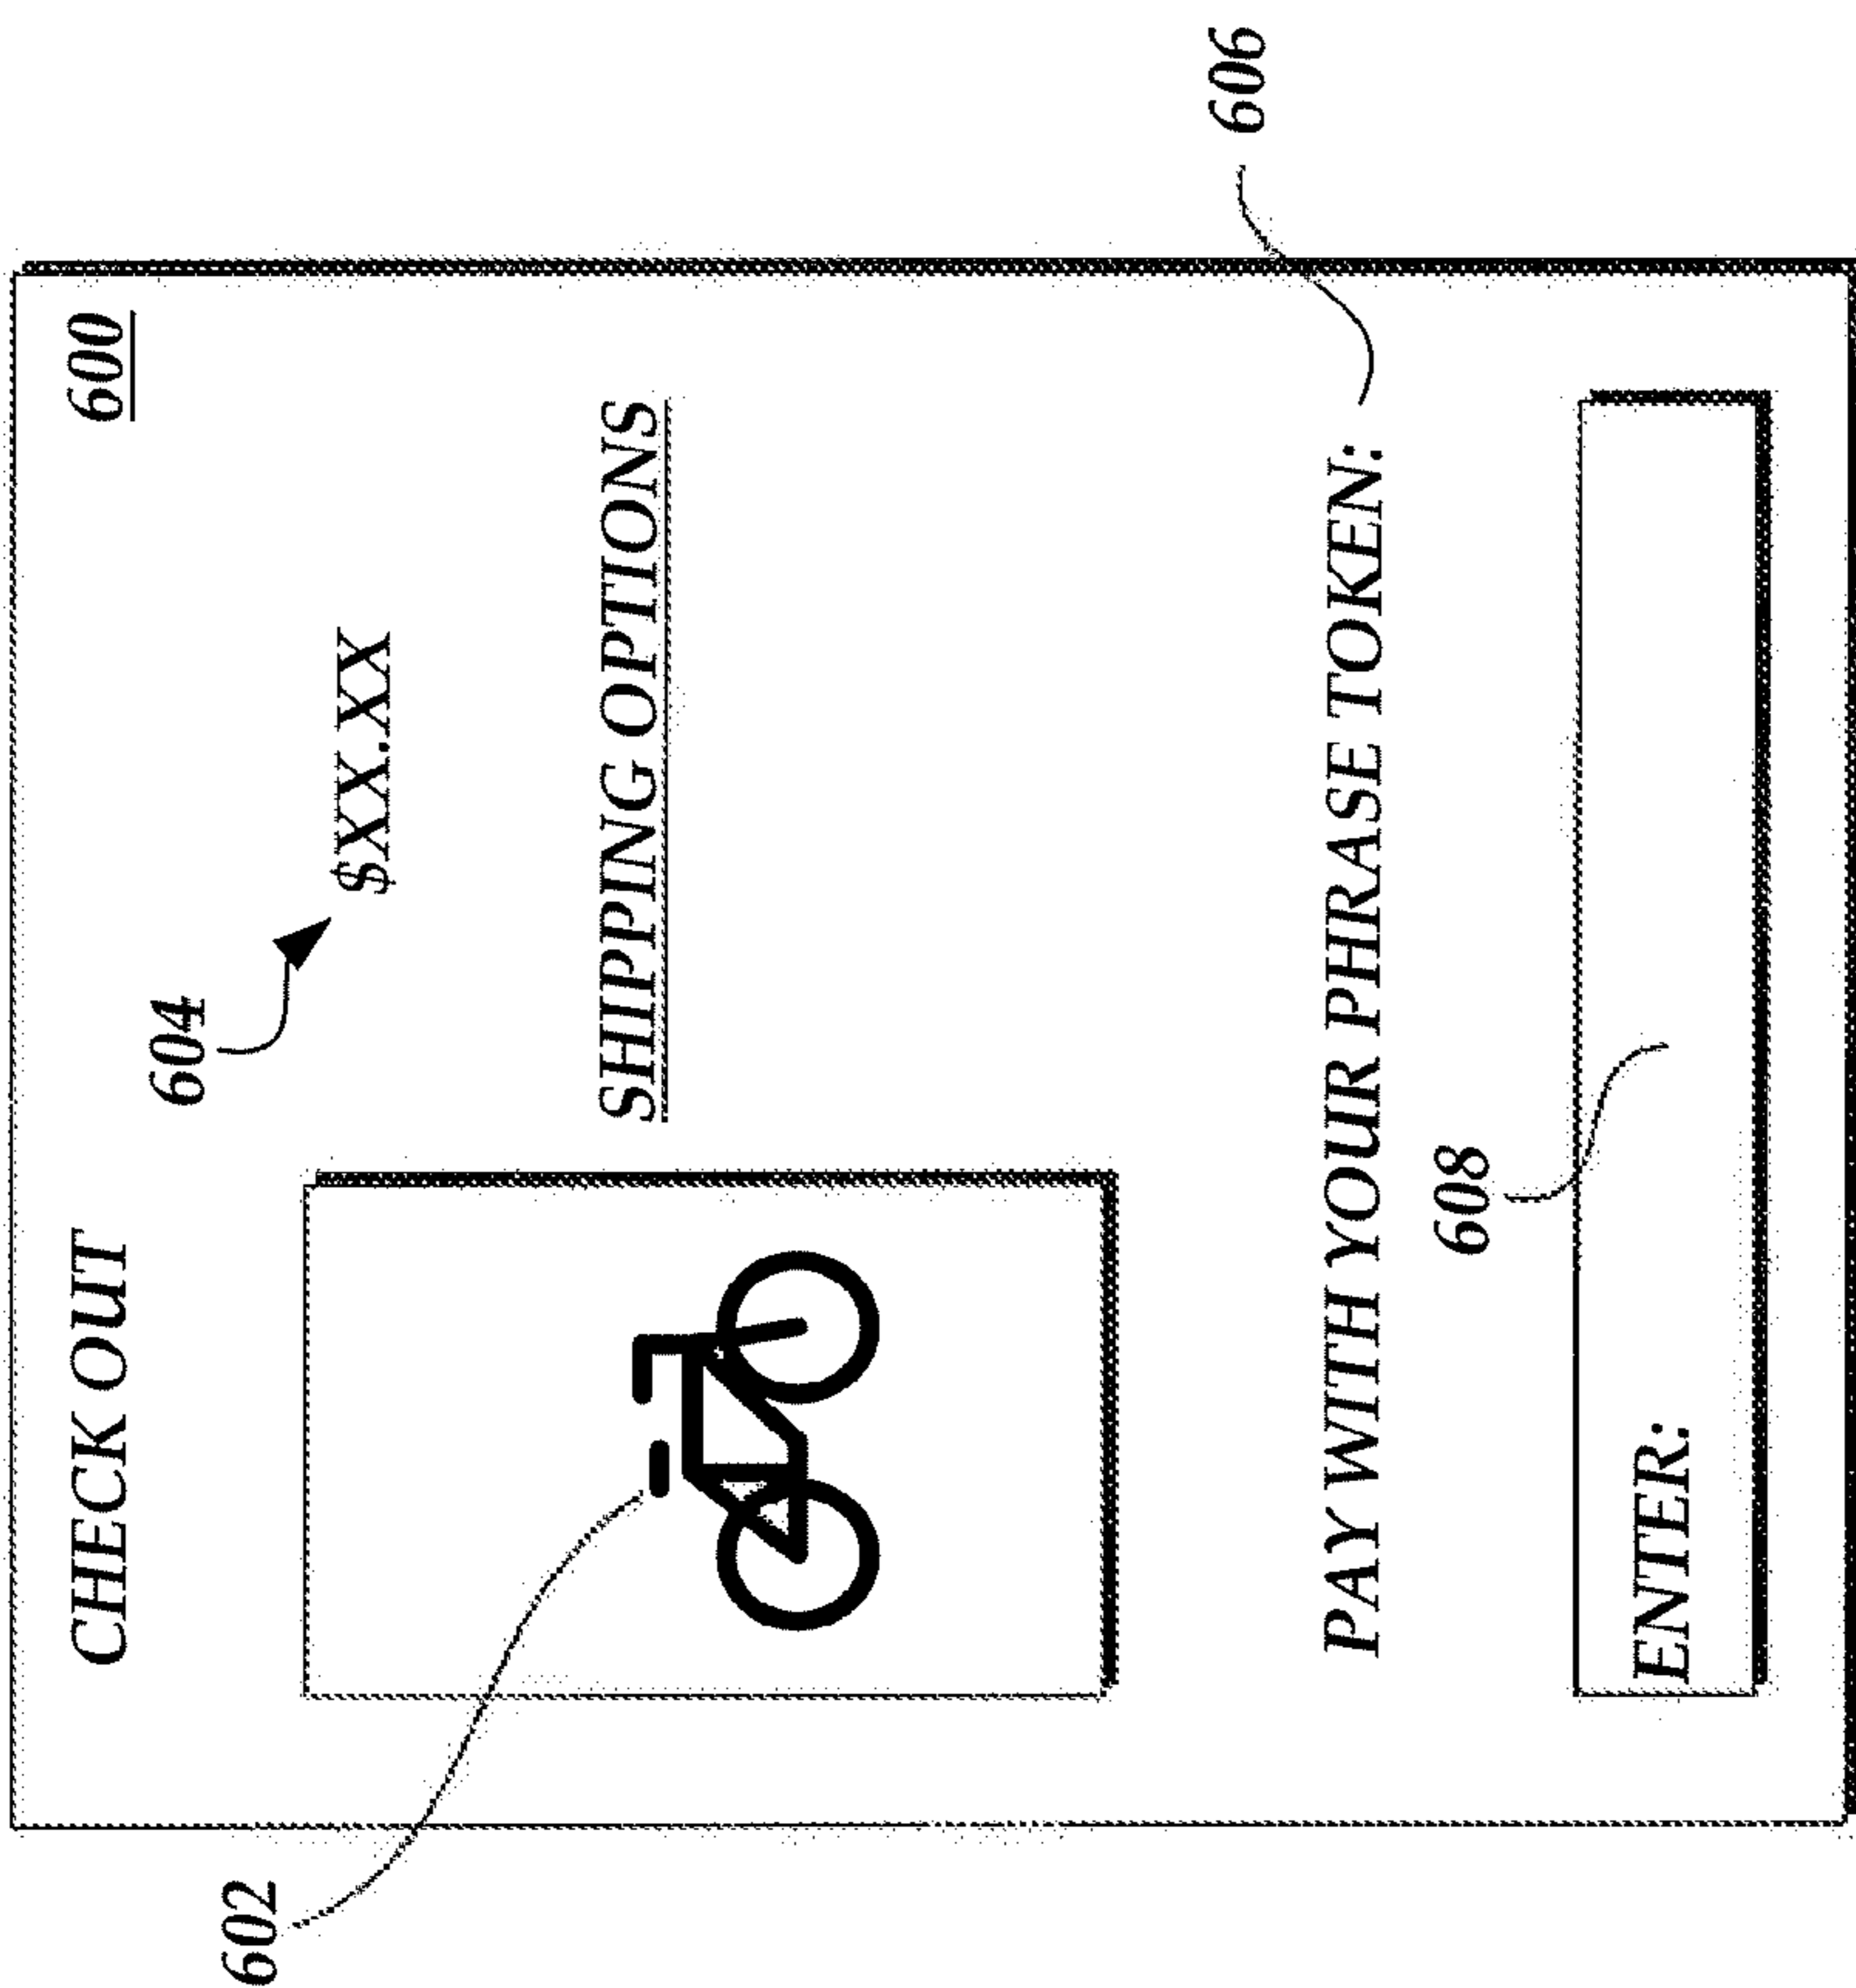 CHECK OUT
600
604
$XX.XX
602
SHIPPING OPTIONS
606
PAY WITH YOUR PHRASE TOKEN:
608
ENTER: